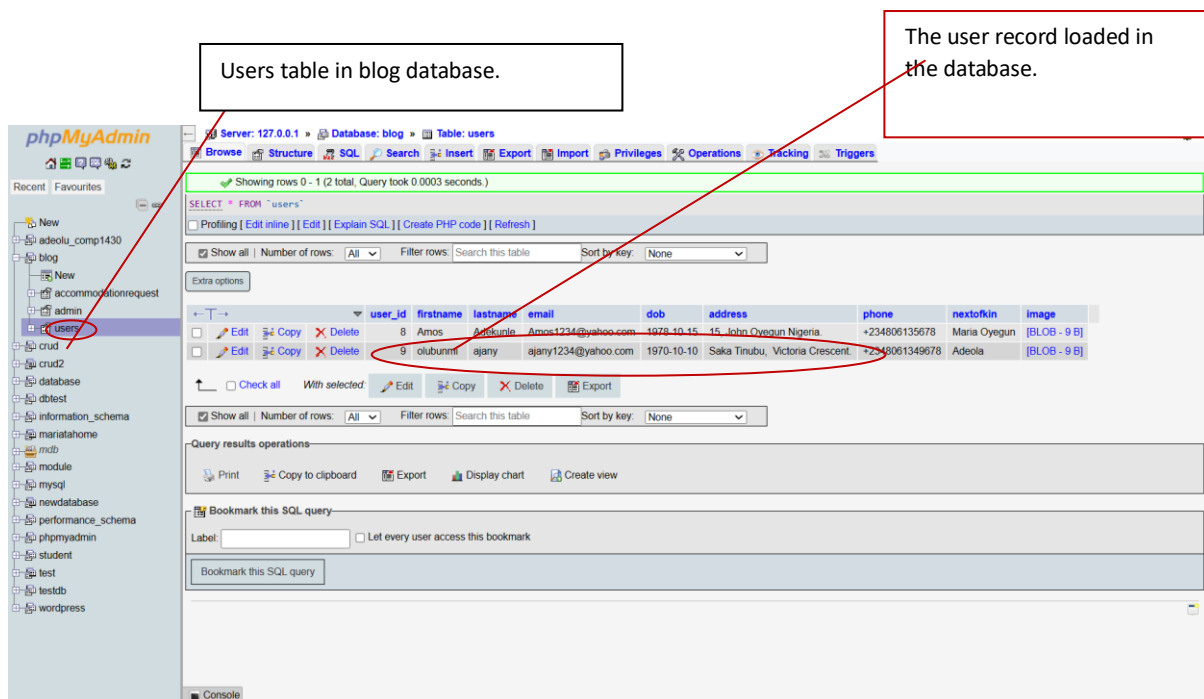 The user record loaded in
the database.
Users table in blog database.
phpMyAdmin
Recent Favourites
New
adeolu_comp1430
blog
New
accommodationrequest
admin
users
crud
crud2
database
dbtest
information_schema
mariatahome
mdb
module
mysql
newdatabase
performance_schema
phpmyadmin
student
test
testdb
wordpress
Server: 127.0.0.1 » Database: blog » Table: users
Browse Structure SQL Search Insert Export Import Privileges Operations Tracking Triggers
Showing rows 0 - 1 (2 total, Query took 0.0003 seconds.)
SELECT * FROM `users`
Profiling [ Edit inline ] [ Edit ] [ Explain SQL ] [ Create PHP code ] [ Refresh ]
Show all | Number of rows: All Filter rows: Search this table Sort by key: None
Extra options
←T→ user_id firstname lastname email dob address phone nextofkin image
Edit Copy Delete 8 Amos Adekunle Amos1234@yahoo.com 1978-10-15 15, John Oyegun Nigeria. +234806135678 Maria Oyegun [BLOB - 9 B]
Edit Copy Delete 9 olubunmi ajany ajany1234@yahoo.com 1970-10-10 Saka Tinubu, Victoria Crescent. +2348061349678 Adeola [BLOB - 9 B]
Check all With selected: Edit Copy Delete Export
Show all | Number of rows: All Filter rows: Search this table Sort by key: None
Query results operations
Print Copy to clipboard Export Display chart Create view
Bookmark this SQL query
Label: Let every user access this bookmark
Bookmark this SQL query
Console